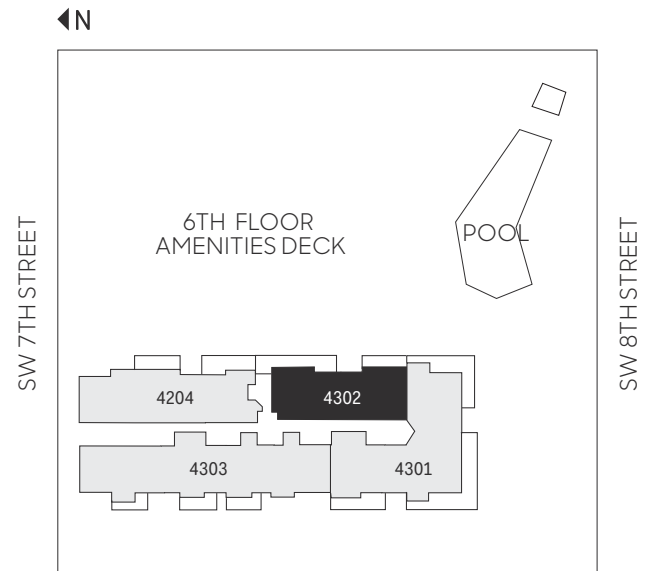 N
6TH FLOOR
AMENITIES DECK
POOL
SW 7TH STREET
SW 8TH STREET
4204
4302
4303
4301